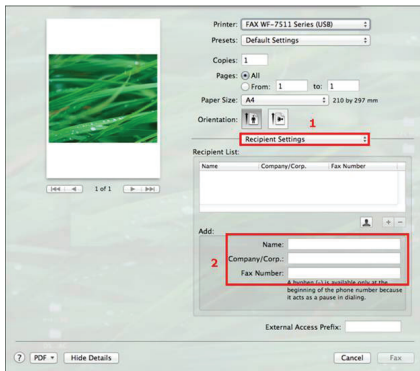 Printer: FAX WF-7511 Series (USB)
Presets: Default Settings
Copies: 1
Pages: All
From: 1 to: 1
Paper Size: A4 210 by 297 mm
Orientation:
1
Recipient Settings
Recipient List:
Name Company/Corp. Fax Number
1 of 1
+ −
Add:
2
Name:
Company/Corp.:
Fax Number:
A hyphen (-) is available only at the
beginning of the phone number because
it acts as a pause in dialing.
External Access Prefix:
? PDF Hide Details Cancel Fax